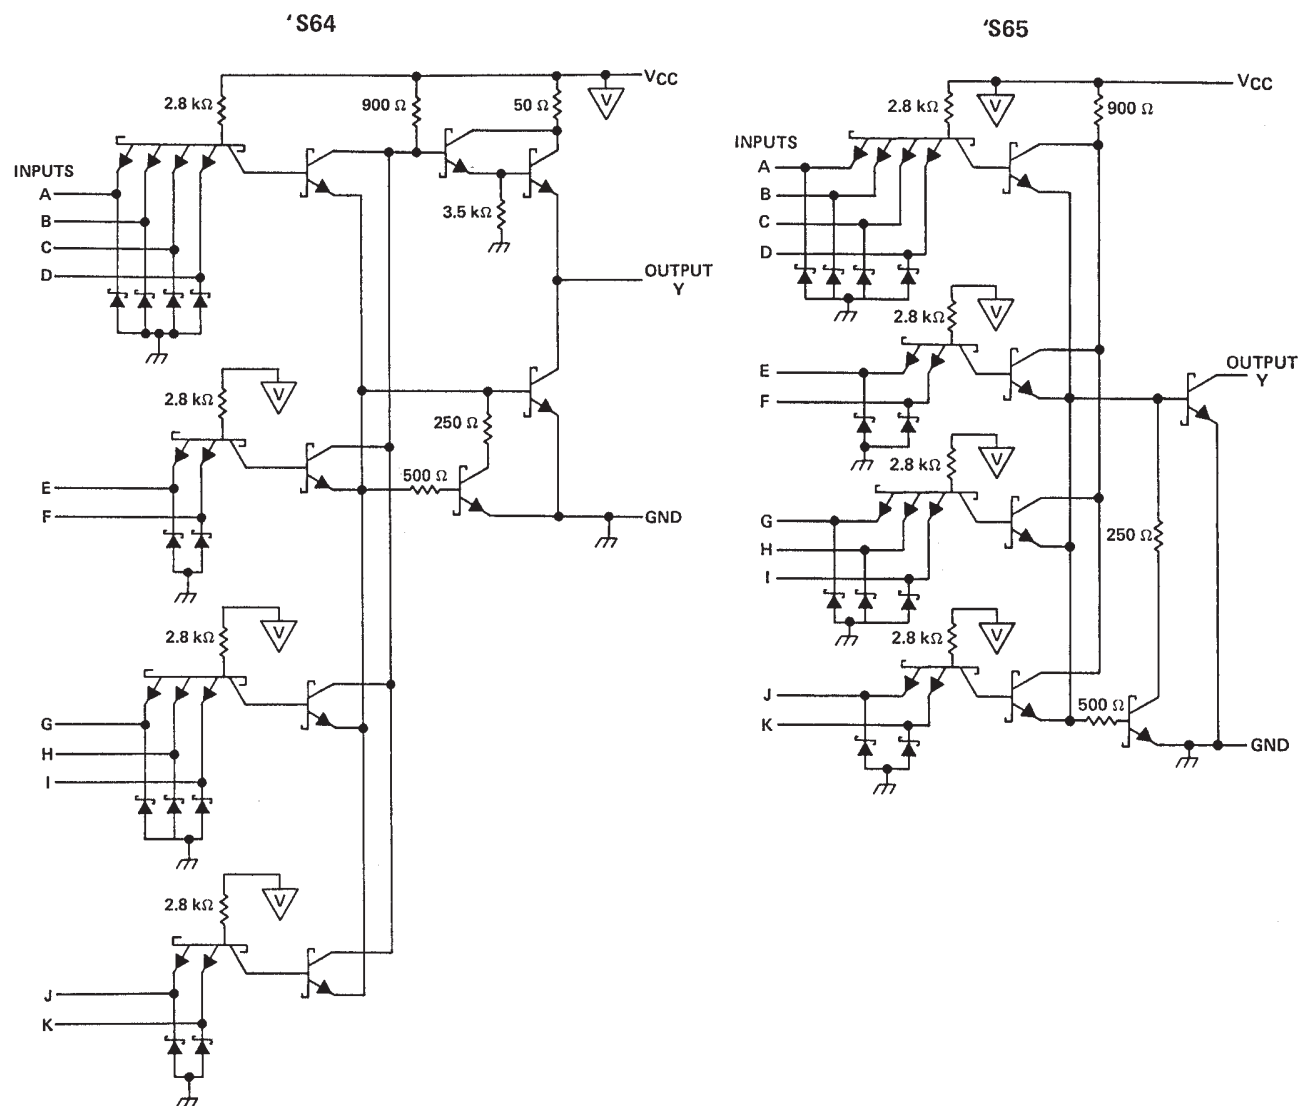 'S64
VCC
2.8 kΩ
900 Ω
50 Ω
INPUTS
A
B
C
D
3.5 kΩ
OUTPUT
Y
V
2.8 kΩ
V
250 Ω
500 Ω
E
F
GND
2.8 kΩ
V
G
H
I
2.8 kΩ
V
J
K
'S65
VCC
2.8 kΩ
V
900 Ω
INPUTS
A
B
C
D
2.8 kΩ
V
E
F
OUTPUT
Y
2.8 kΩ
V
G
H
I
250 Ω
2.8 kΩ
V
J
K
500 Ω
GND